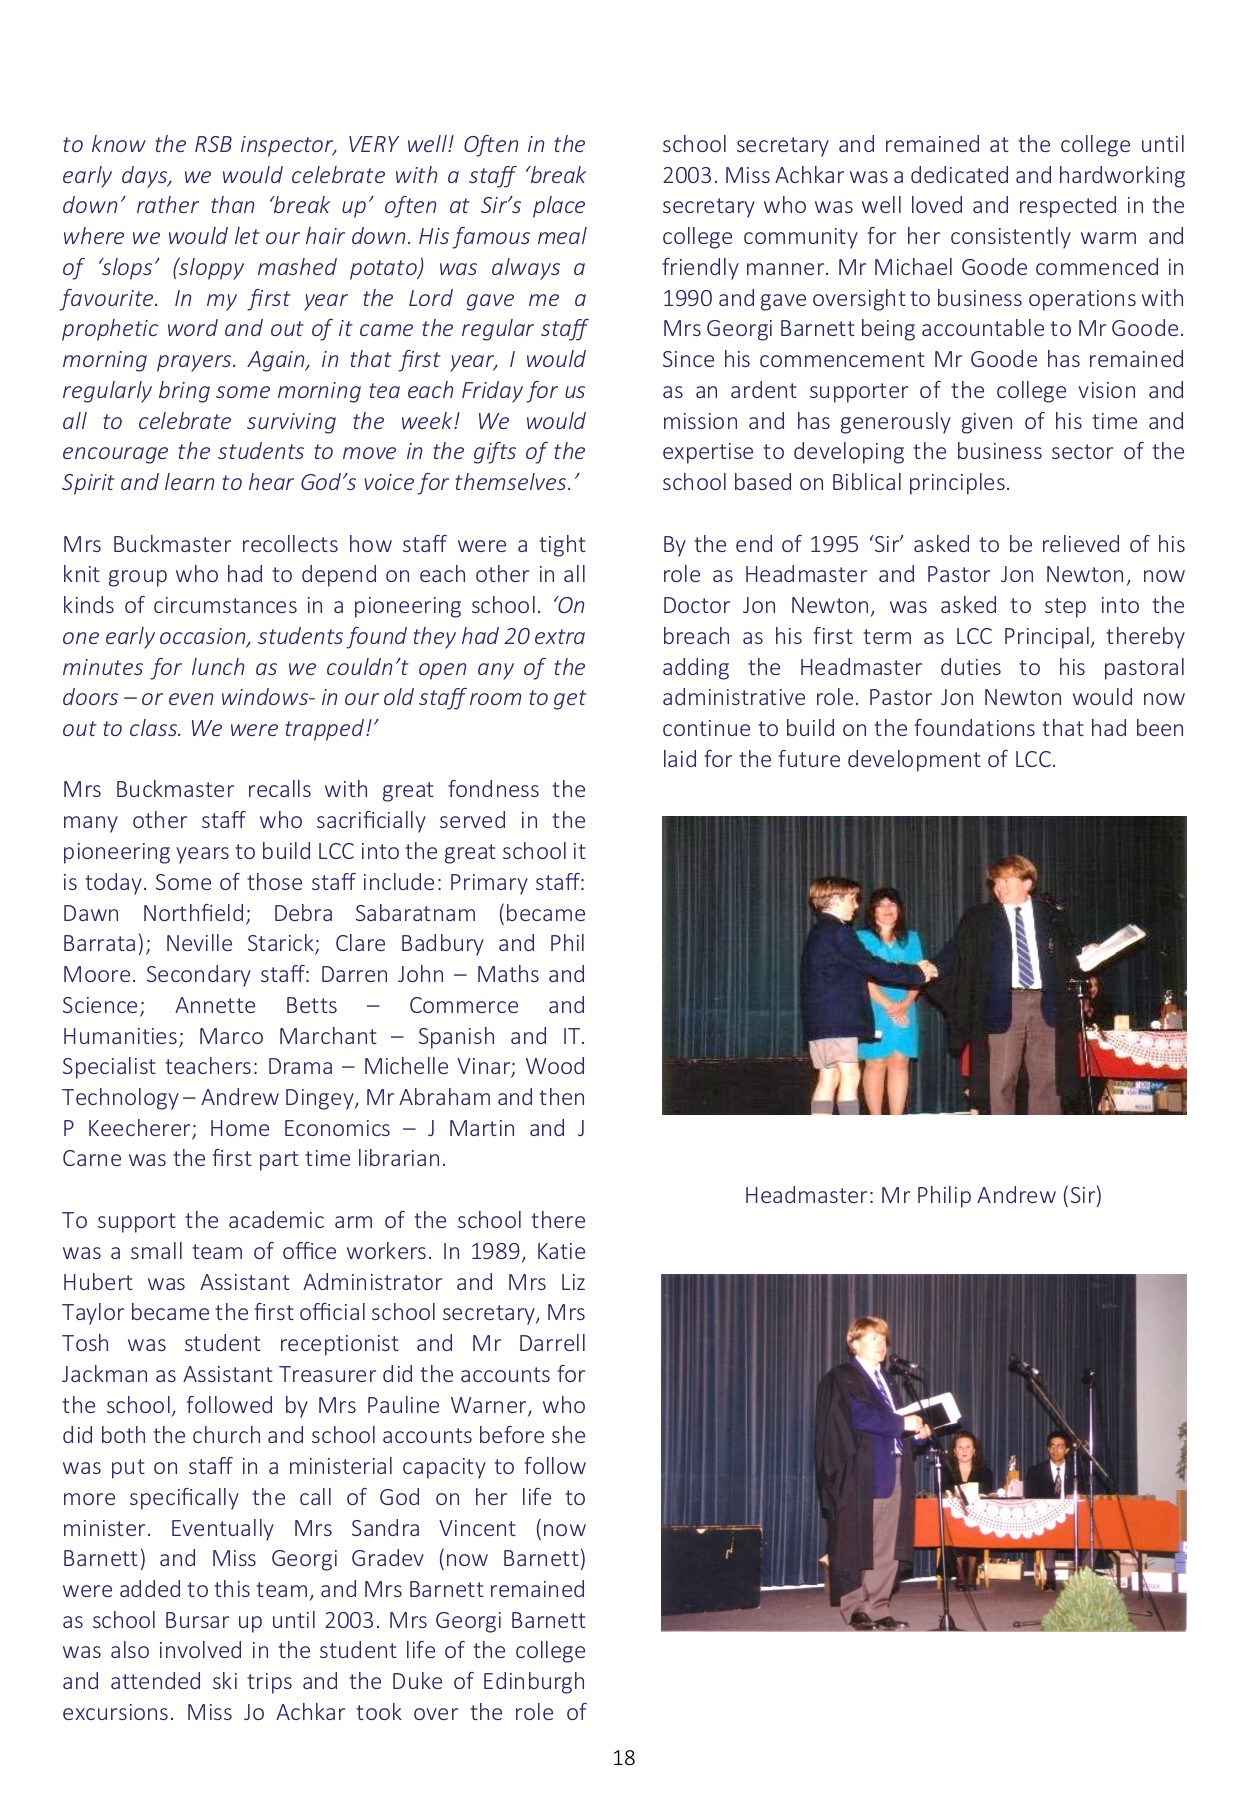 to know the RSB inspector, VERY well! Often in the
early days, we would celebrate with a staff ‘break
down’ rather than ‘break up’ often at Sir’s place
where we would let our hair down. His famous meal
of ‘slops’ (sloppy mashed potato) was always a
favourite. In my first year the Lord gave me a
prophetic word and out of it came the regular staff
morning prayers. Again, in that first year, I would
regularly bring some morning tea each Friday for us
all to celebrate surviving the week! We would
encourage the students to move in the gifts of the
Spirit and learn to hear God’s voice for themselves.’
Mrs Buckmaster recollects how staff were a tight
knit group who had to depend on each other in all
kinds of circumstances in a pioneering school. ‘On
one early occasion, students found they had 20 extra
minutes for lunch as we couldn’t open any of the
doors – or even windows- in our old staff room to get
out to class. We were trapped!’
Mrs Buckmaster recalls with great fondness the
many other staff who sacrificially served in the
pioneering years to build LCC into the great school it
is today. Some of those staff include: Primary staff:
Dawn Northfield; Debra Sabaratnam (became
Barrata); Neville Starick; Clare Badbury and Phil
Moore. Secondary staff: Darren John – Maths and
Science; Annette Betts – Commerce and
Humanities; Marco Marchant – Spanish and IT.
Specialist teachers: Drama – Michelle Vinar; Wood
Technology – Andrew Dingey, Mr Abraham and then
P Keecherer; Home Economics – J Martin and J
Carne was the first part time librarian.
To support the academic arm of the school there
was a small team of office workers. In 1989, Katie
Hubert was Assistant Administrator and Mrs Liz
Taylor became the first official school secretary, Mrs
Tosh was student receptionist and Mr Darrell
Jackman as Assistant Treasurer did the accounts for
the school, followed by Mrs Pauline Warner, who
did both the church and school accounts before she
was put on staff in a ministerial capacity to follow
more specifically the call of God on her life to
minister. Eventually Mrs Sandra Vincent (now
Barnett) and Miss Georgi Gradev (now Barnett)
were added to this team, and Mrs Barnett remained
as school Bursar up until 2003. Mrs Georgi Barnett
was also involved in the student life of the college
and attended ski trips and the Duke of Edinburgh
excursions. Miss Jo Achkar took over the role of
school secretary and remained at the college until
2003. Miss Achkar was a dedicated and hardworking
secretary who was well loved and respected in the
college community for her consistently warm and
friendly manner. Mr Michael Goode commenced in
1990 and gave oversight to business operations with
Mrs Georgi Barnett being accountable to Mr Goode.
Since his commencement Mr Goode has remained
as an ardent supporter of the college vision and
mission and has generously given of his time and
expertise to developing the business sector of the
school based on Biblical principles.
By the end of 1995 ‘Sir’ asked to be relieved of his
role as Headmaster and Pastor Jon Newton, now
Doctor Jon Newton, was asked to step into the
breach as his first term as LCC Principal, thereby
adding the Headmaster duties to his pastoral
administrative role. Pastor Jon Newton would now
continue to build on the foundations that had been
laid for the future development of LCC.
Headmaster: Mr Philip Andrew (Sir)
18